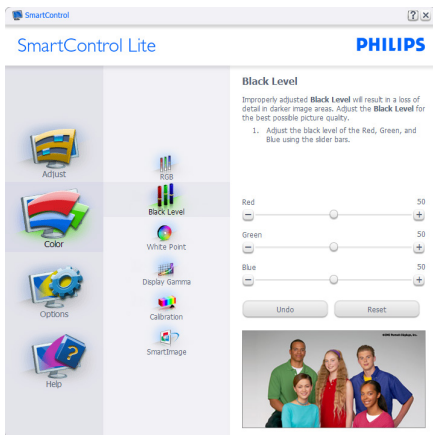 SmartControl
SmartControl Lite
PHILIPS
Adjust
Color
Options
Help
RGB
Black Level
White Point
Display Gamma
Calibration
SmartImage
Black Level
Improperly adjusted Black Level will result in a loss of
detail in darker image areas. Adjust the Black Level for
the best possible picture quality.
1. Adjust the black level of the Red, Green, and
Blue using the slider bars.
Red 50
Green 50
Blue 50
Undo Reset